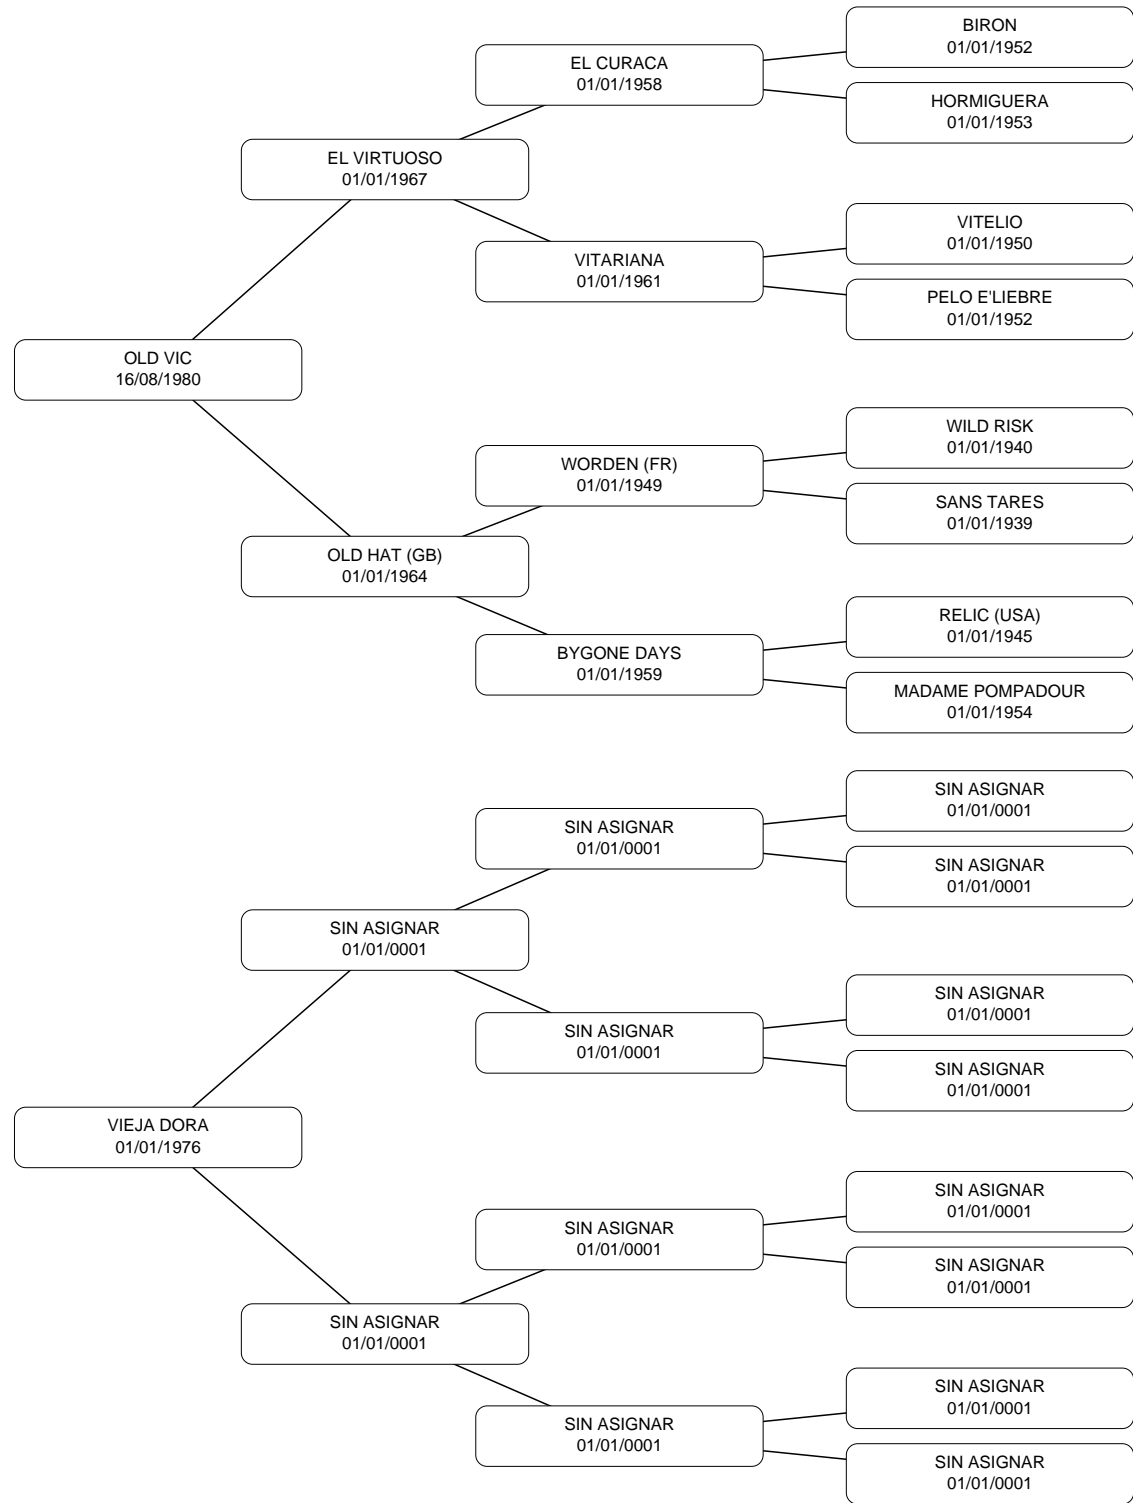 BIRON
01/01/1952
EL CURACA
01/01/1958
HORMIGUERA
01/01/1953
EL VIRTUOSO
01/01/1967
VITELIO
01/01/1950
VITARIANA
01/01/1961
PELO E'LIEBRE
01/01/1952
OLD VIC
16/08/1980
WILD RISK
01/01/1940
WORDEN (FR)
01/01/1949
SANS TARES
01/01/1939
OLD HAT (GB)
01/01/1964
RELIC (USA)
01/01/1945
BYGONE DAYS
01/01/1959
MADAME POMPADOUR
01/01/1954
SIN ASIGNAR
01/01/0001
SIN ASIGNAR
01/01/0001
SIN ASIGNAR
01/01/0001
SIN ASIGNAR
01/01/0001
SIN ASIGNAR
01/01/0001
SIN ASIGNAR
01/01/0001
SIN ASIGNAR
01/01/0001
VIEJA DORA
01/01/1976
SIN ASIGNAR
01/01/0001
SIN ASIGNAR
01/01/0001
SIN ASIGNAR
01/01/0001
SIN ASIGNAR
01/01/0001
SIN ASIGNAR
01/01/0001
SIN ASIGNAR
01/01/0001
SIN ASIGNAR
01/01/0001